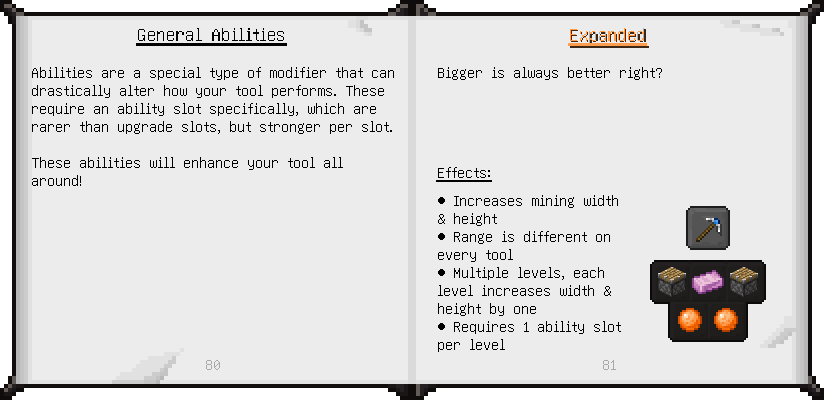 General Abilities
Abilities are a special type of modifier that can
drastically alter how your tool performs. These
require an ability slot specifically, which are
rarer than upgrade slots, but stronger per slot.
These abilities will enhance your tool all
around!
80
Expanded
Bigger is always better right?
Effects:
● Increases mining width
& height
● Range is different on
every tool
● Multiple levels, each
level increases width &
height by one
● Requires 1 ability slot
per level
81